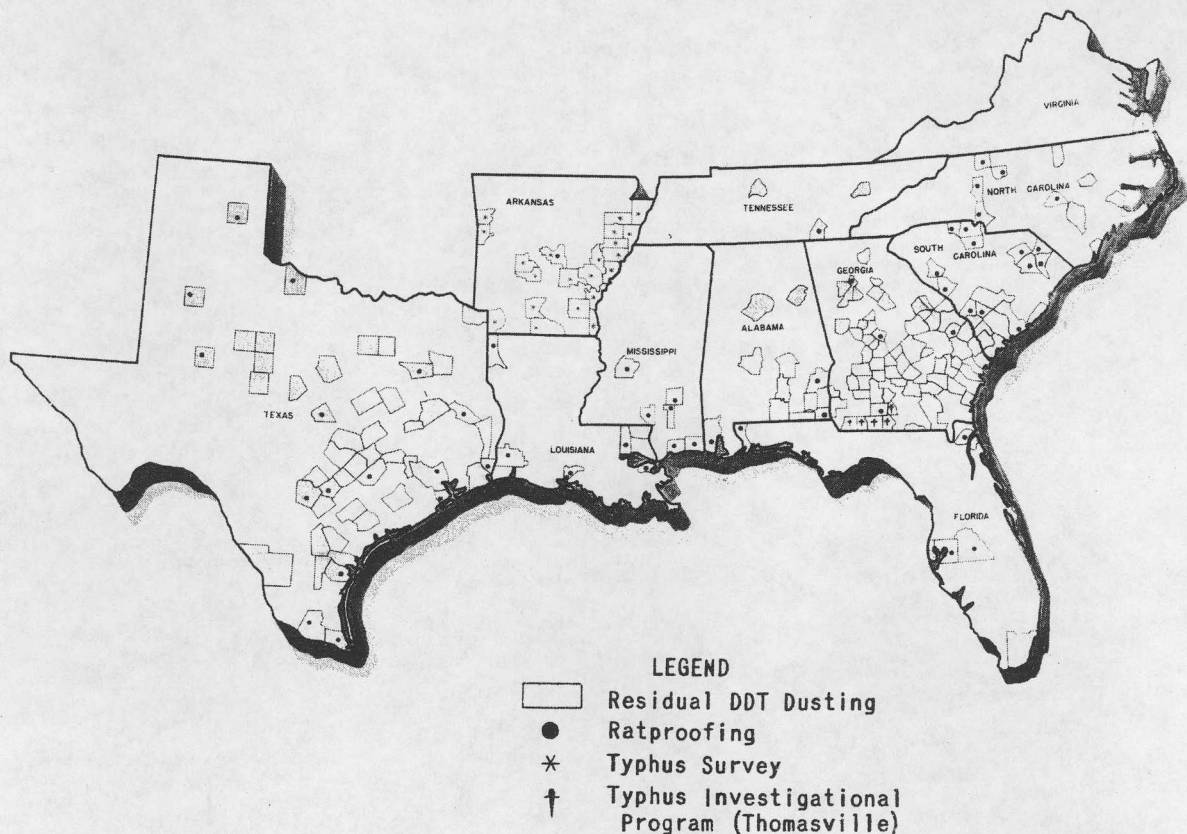 VIRGINIA
ARKANSAS
TENNESSEE
NORTH CAROLINA
SOUTH
CAROLINA
GEORGIA
ALABAMA
MISSISSIPPI
TEXAS
LOUISIANA
FLORIDA
LEGEND
Residual DDT Dusting
Ratproofing
Typhus Survey
Typhus Investigational
Program (Thomasville)